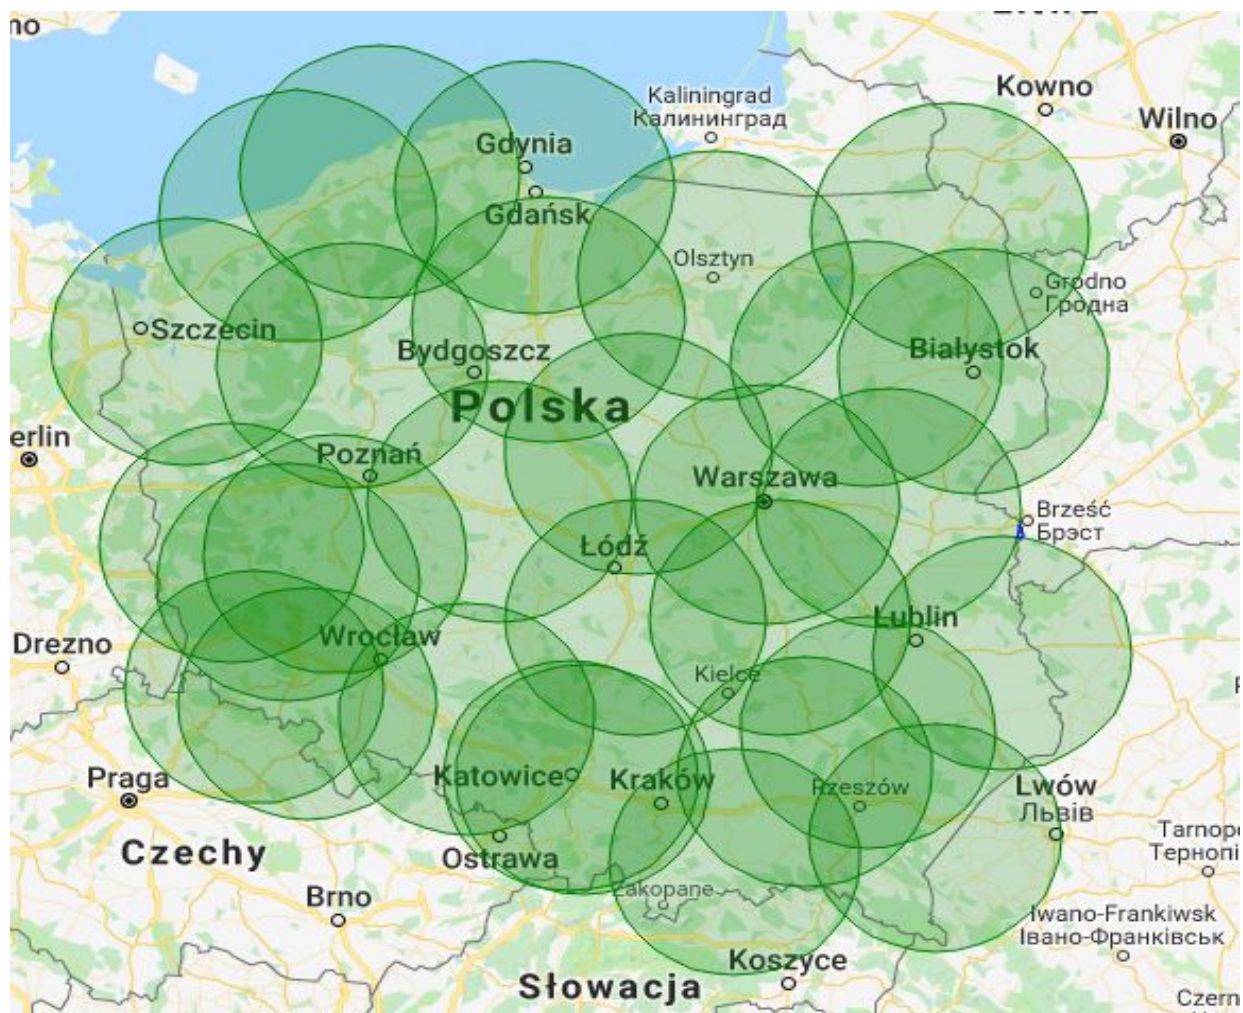 Kowno
Kaliningrad
Калининград
Wilno
Gdynia
Gdańsk
Olsztyn
Grodno
Гродна
Szczecin
Bydgoszcz
Białystok
Polska
erlin
Poznań
Warszawa
Brześć
Брэст
Łódź
Drezno
Wrocław
Lublin
Kielce
Praga
Katowice
Kraków
Rzeszów
Lwów
Львів
Czechy
Ostrawa
Tarnopo
Тернопі
Brno
Zakopane
Iwano-Frankiwsk
Івано-Франківськ
Koszyce
Słowacja
Czern